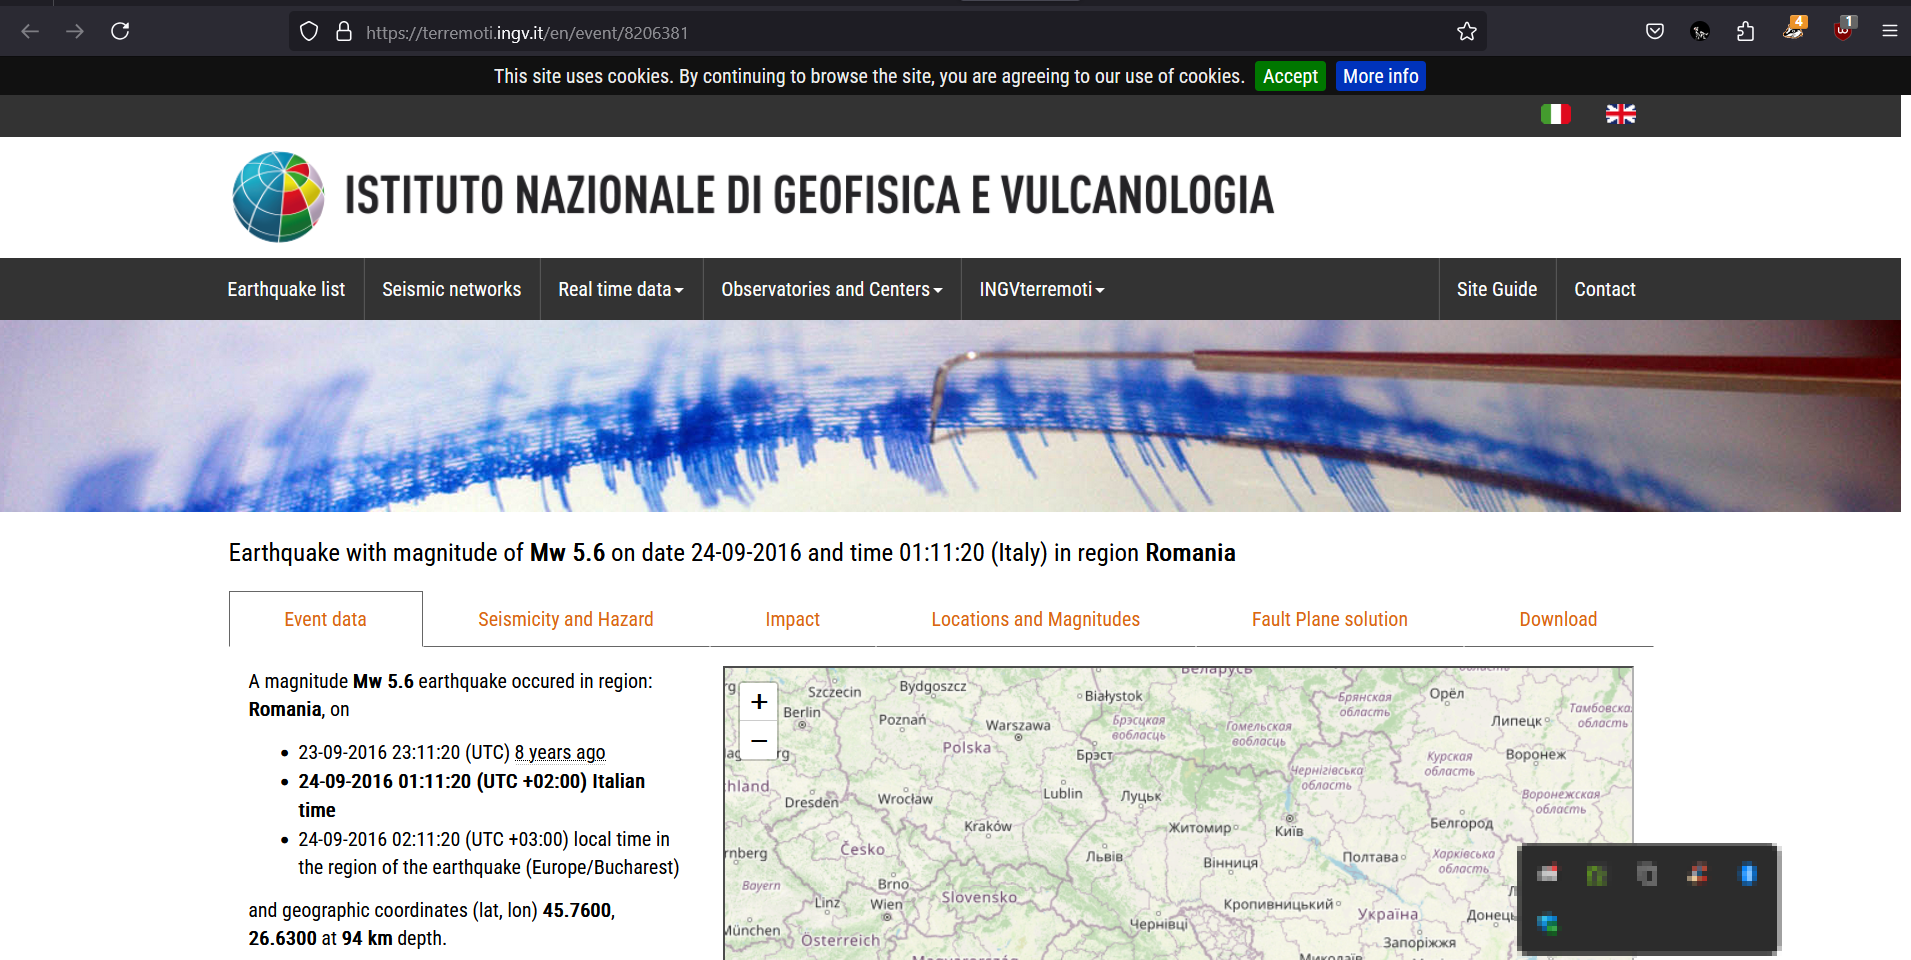 https://terremoti.ingv.it/en/event/8206381
4
1
This site uses cookies. By continuing to browse the site, you are agreeing to our use of cookies. Accept More info
ISTITUTO NAZIONALE DI GEOFISICA E VULCANOLOGIA
Earthquake list Seismic networks Real time data Observatories and Centers INGVterremoti Site Guide Contact
Earthquake with magnitude of Mw 5.6 on date 24-09-2016 and time 01:11:20 (Italy) in region Romania
Event data Seismicity and Hazard Impact Locations and Magnitudes Fault Plane solution Download
A magnitude Mw 5.6 earthquake occured in region:
Romania, on
• 23-09-2016 23:11:20 (UTC) 8 years ago
• 24-09-2016 01:11:20 (UTC +02:00) Italian
time
• 24-09-2016 02:11:20 (UTC +03:00) local time in
the region of the earthquake (Europe/Bucharest)
and geographic coordinates (lat, lon) 45.7600,
26.6300 at 94 km depth.
+
−
Беларусь
Szczecin
Bydgoszcz
Białystok
Брянская
область
Орёл
Тамбовска
область
Berlin
Poznań
Warszawa
Брэсцкая
вобласць
Гомельская
вобласць
Липецк
Polska
Брэст
Курская
область
Воронеж
Чернігівська
область
Dresden
Wrocław
Lublin
Луцьк
Воронежская
область
Kraków
Житомир
Київ
Белгород
Česko
Львів
Вінниця
Полтава
Харківська
область
Bayern
Brno
Linz
Wien
Slovensko
Кропивницький
Україна
Донець
München
Österreich
Чернівці
Запоріжжя
Magyarország
Миколаїв